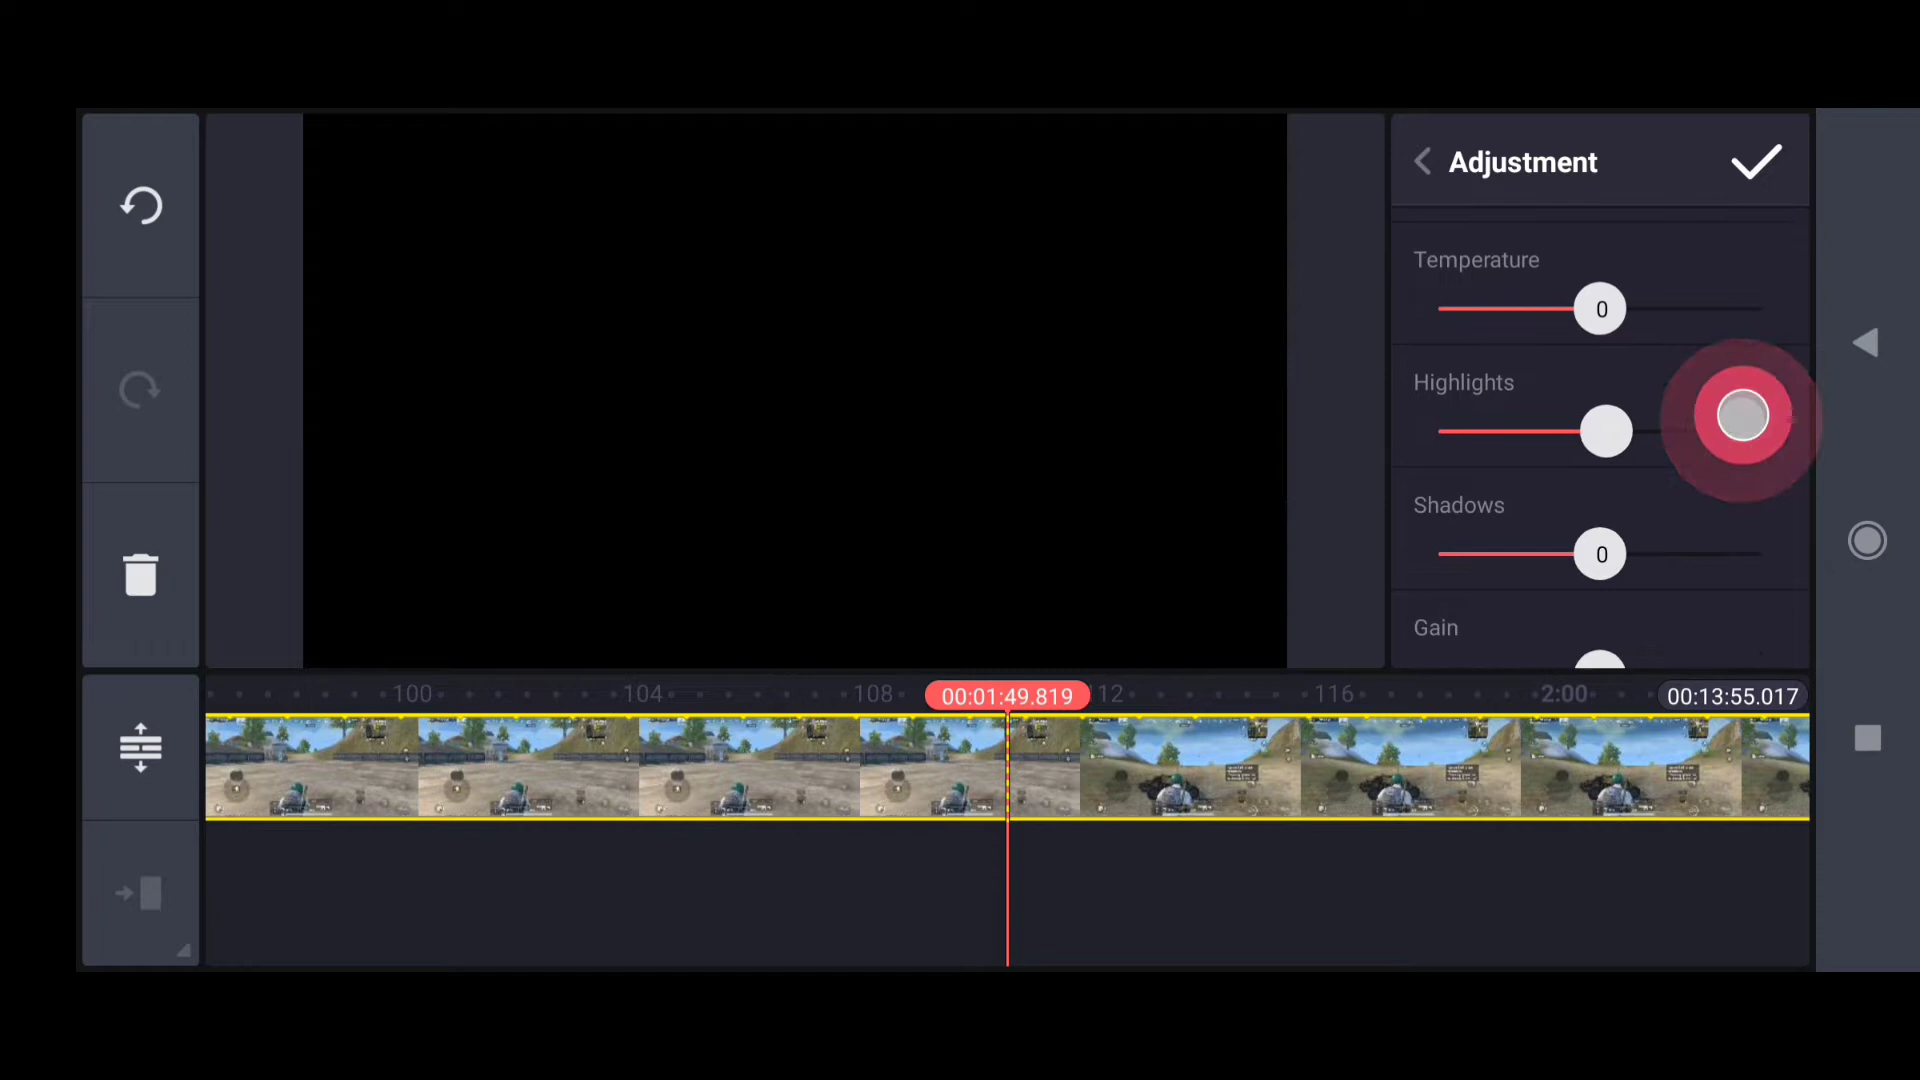 Adjustment
Temperature
0
Highlights
Shadows
0
Gain
100
104
108
00:01:49.819
12
116
2:00
00:13:55.017